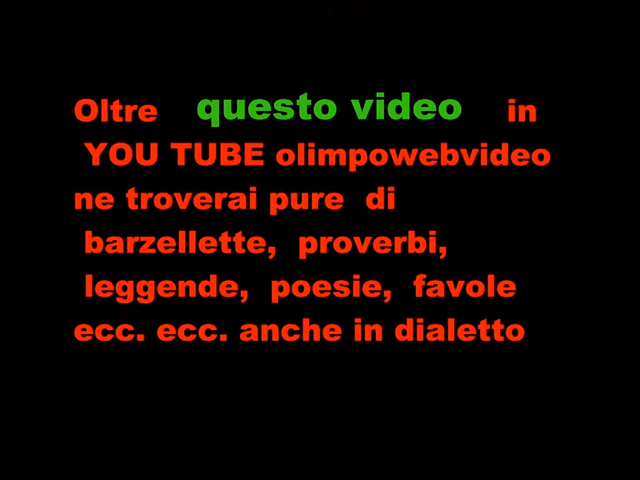 Oltre questo video in
YOU TUBE olimpowebvideo
ne troverai pure di
barzellette, proverbi,
leggende, poesie, favole
ecc. ecc. anche in dialetto